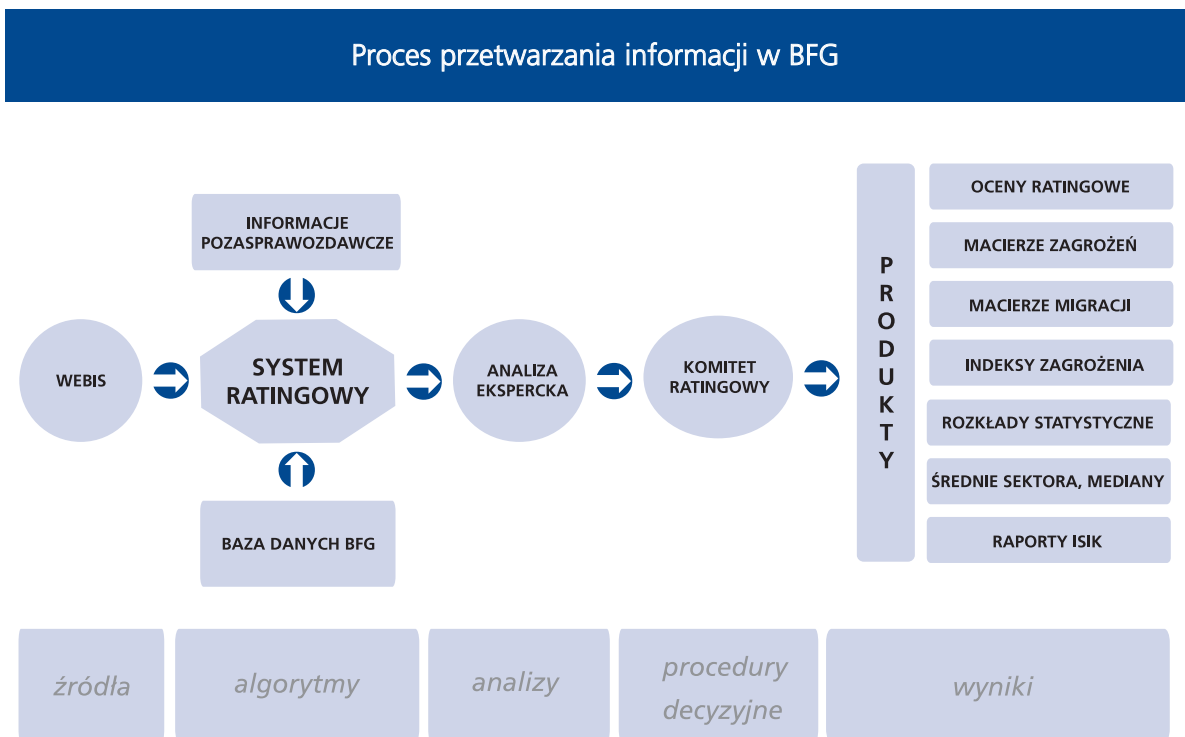 Proces przetwarzania informacji w BFG
INFORMACJE
POZASPRAWOZDAWCZE
WEBIS
SYSTEM
RATINGOWY
ANALIZA
EKSPERCKA
KOMITET
RATINGOWY
BAZA DANYCH BFG
PRODUKTY
OCENY RATINGOWE
MACIERZE ZAGROŻEŃ
MACIERZE MIGRACJI
INDEKSY ZAGROŻENIA
ROZKŁADY STATYSTYCZNE
ŚREDNIE SEKTORA, MEDIANY
RAPORTY ISIK
źródła
algorytmy
analizy
procedury
decyzyjne
wyniki